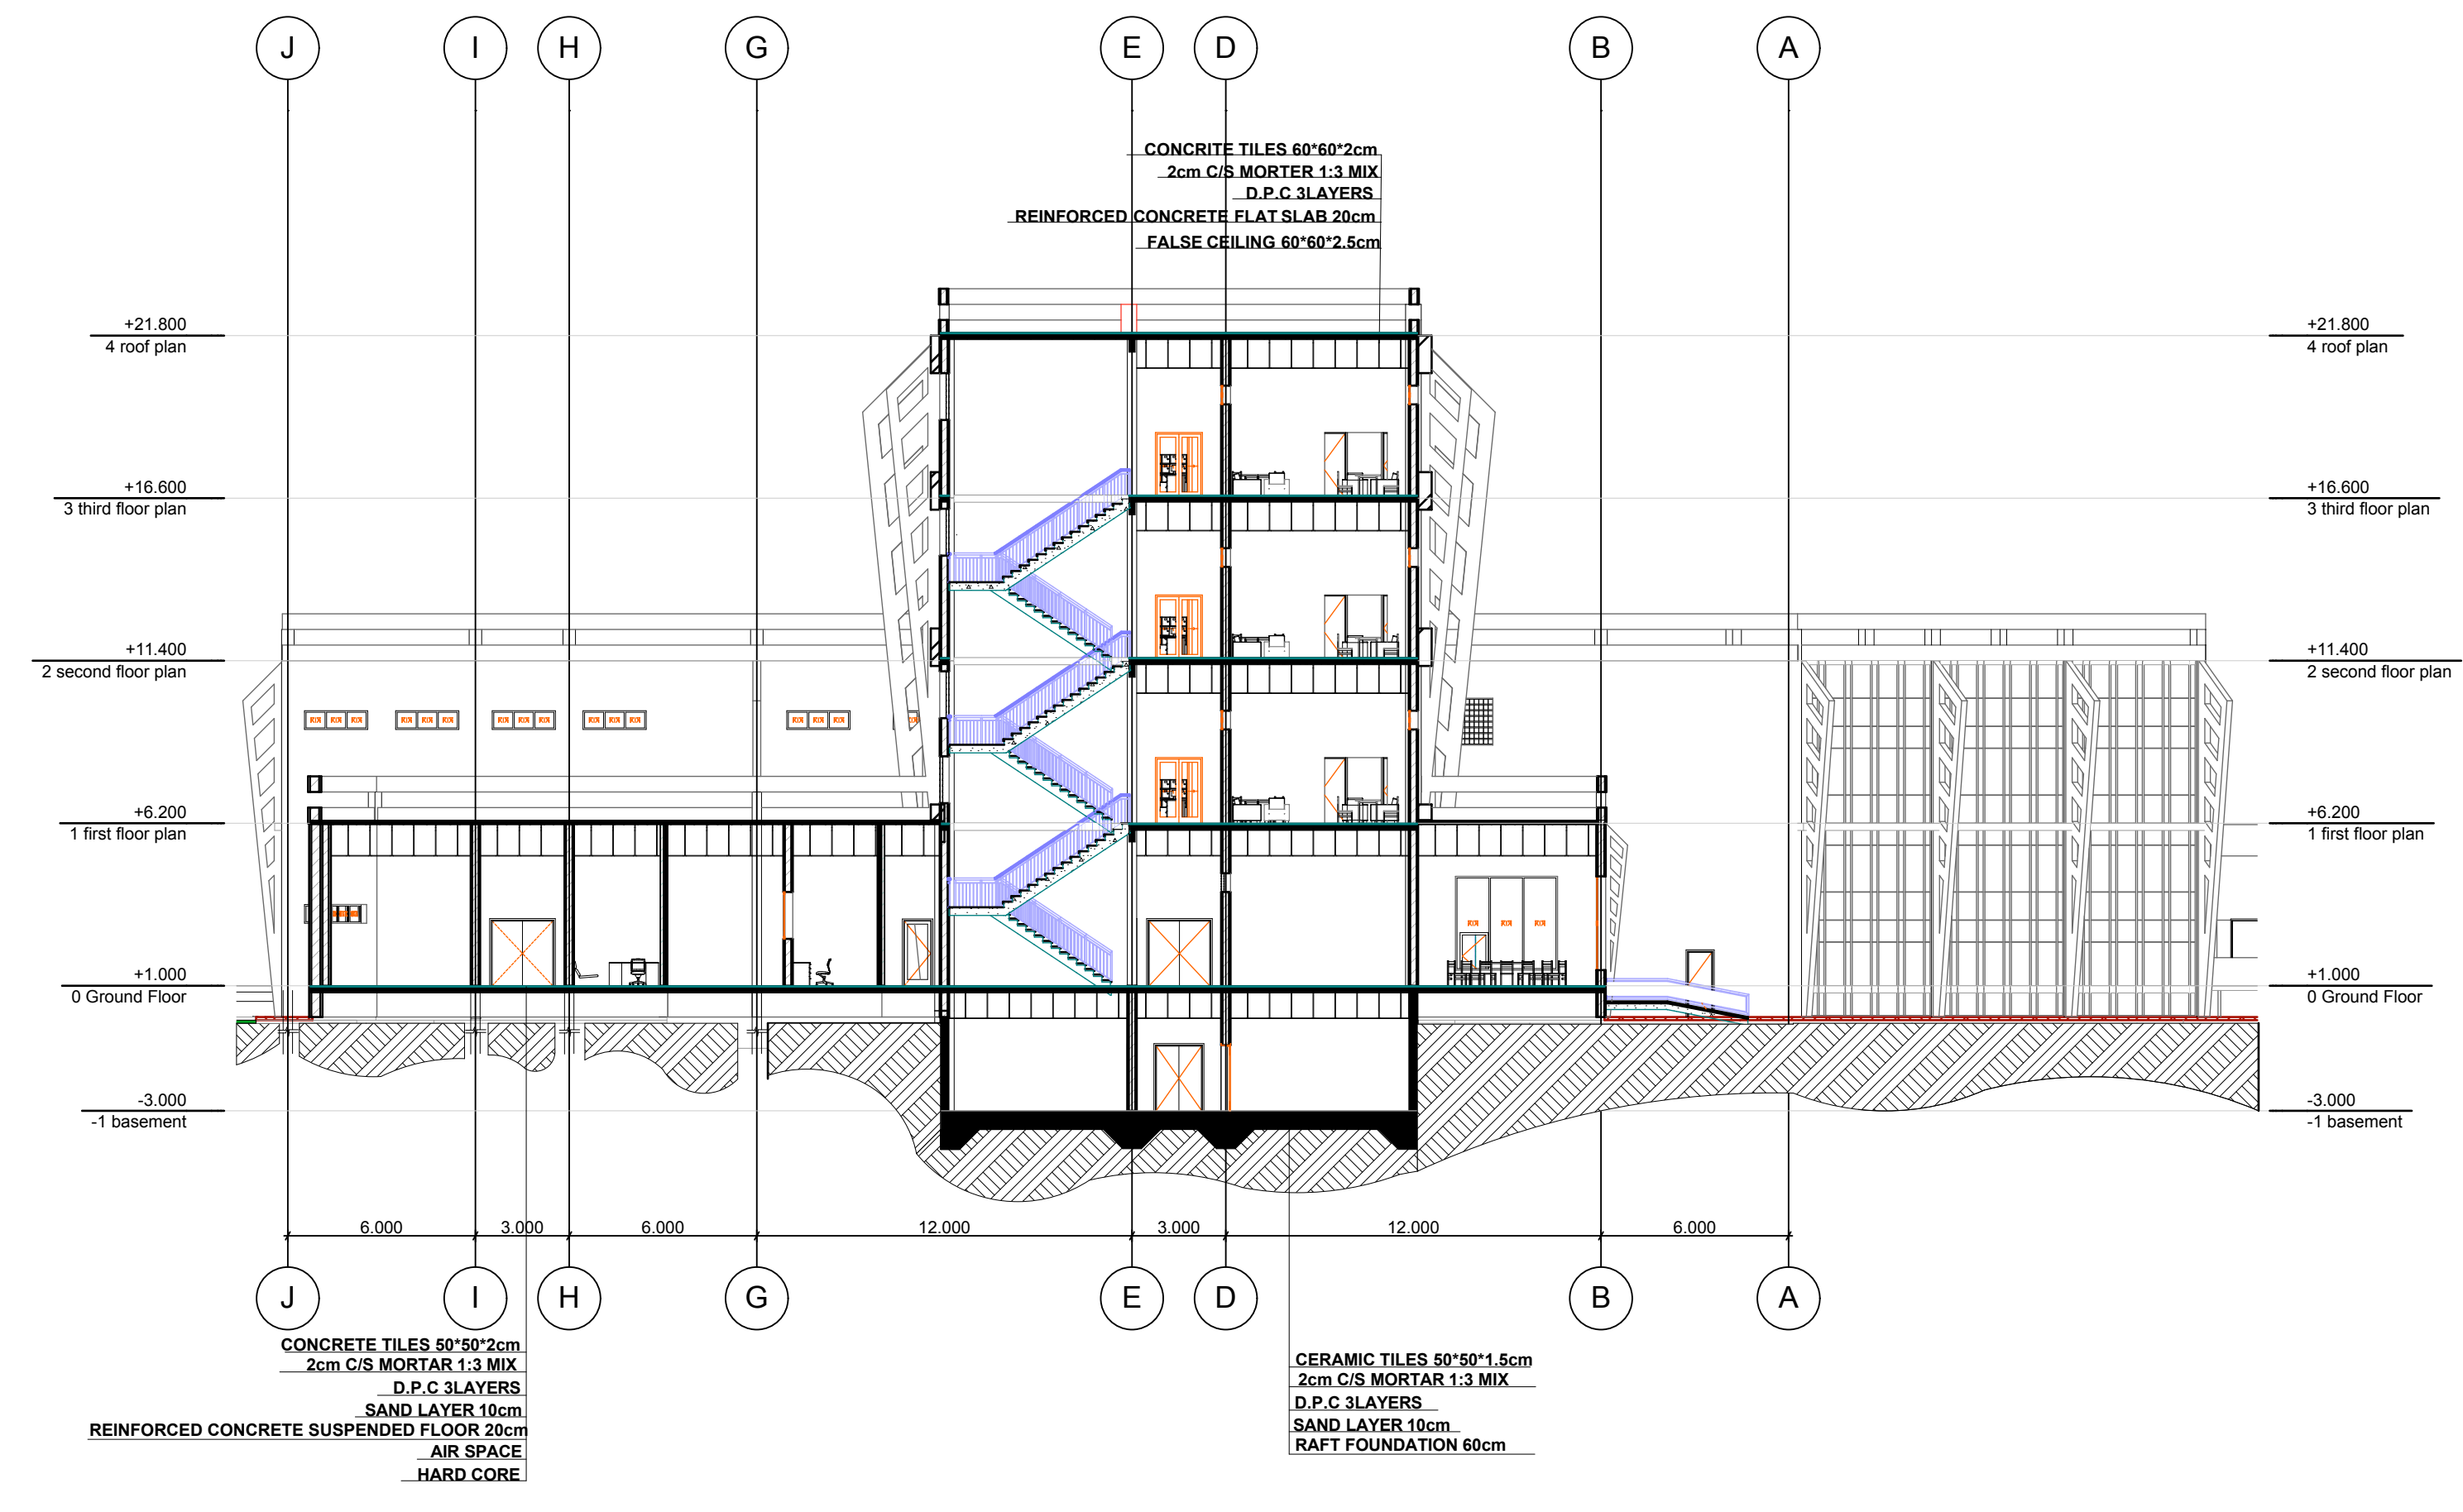 J I H G E D B A
CONCRITE TILES 60*60*2cm
2cm C/S MORTER 1:3 MIX
D.P.C 3LAYERS
REINFORCED CONCRETE FLAT SLAB 20cm
FALSE CEILING 60*60*2.5cm
+21.800
4 roof plan
+21.800
4 roof plan
+16.600
3 third floor plan
+16.600
3 third floor plan
+11.400
2 second floor plan
+11.400
2 second floor plan
+6.200
1 first floor plan
+6.200
1 first floor plan
+1.000
0 Ground Floor
+1.000
0 Ground Floor
-3.000
-1 basement
-3.000
-1 basement
6.000 3.000 6.000 12.000 3.000 12.000 6.000
J I H G E D B A
CONCRETE TILES 50*50*2cm
2cm C/S MORTAR 1:3 MIX
D.P.C 3LAYERS
SAND LAYER 10cm
REINFORCED CONCRETE SUSPENDED FLOOR 20cm
AIR SPACE
HARD CORE
CERAMIC TILES 50*50*1.5cm
2cm C/S MORTAR 1:3 MIX
D.P.C 3LAYERS
SAND LAYER 10cm
RAFT FOUNDATION 60cm